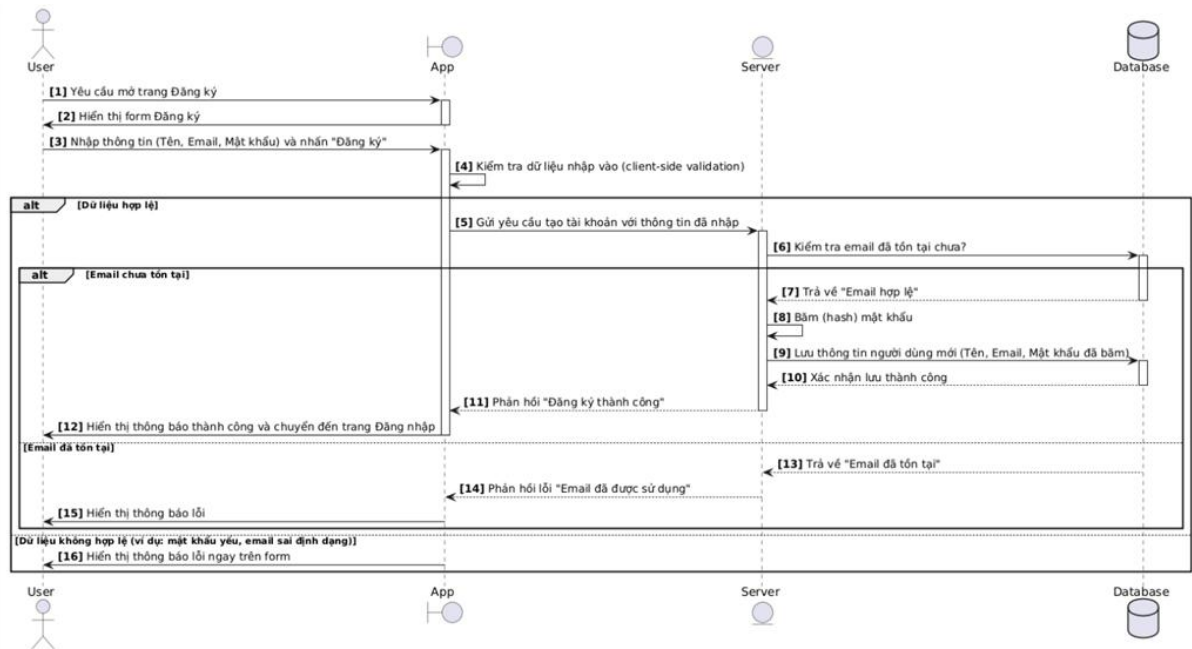 User
App
Server
Database
[1] Yêu cầu mở trang Đăng ký
[2] Hiển thị form Đăng ký
[3] Nhập thông tin (Tên, Email, Mật khẩu) và nhấn "Đăng ký"
[4] Kiểm tra dữ liệu nhập vào (client-side validation)
alt [Dữ liệu hợp lệ]
[5] Gửi yêu cầu tạo tài khoản với thông tin đã nhập
[6] Kiểm tra email đã tồn tại chưa?
alt [Email chưa tồn tại]
[7] Trả về "Email hợp lệ"
[8] Băm (hash) mật khẩu
[9] Lưu thông tin người dùng mới (Tên, Email, Mật khẩu đã băm)
[10] Xác nhận lưu thành công
[11] Phản hồi "Đăng ký thành công"
[12] Hiển thị thông báo thành công và chuyển đến trang Đăng nhập
[Email đã tồn tại]
[13] Trả về "Email đã tồn tại"
[14] Phản hồi lỗi "Email đã được sử dụng"
[15] Hiển thị thông báo lỗi
[Dữ liệu không hợp lệ (ví dụ: mật khẩu yếu, email sai định dạng)]
[16] Hiển thị thông báo lỗi ngay trên form
User
App
Server
Database